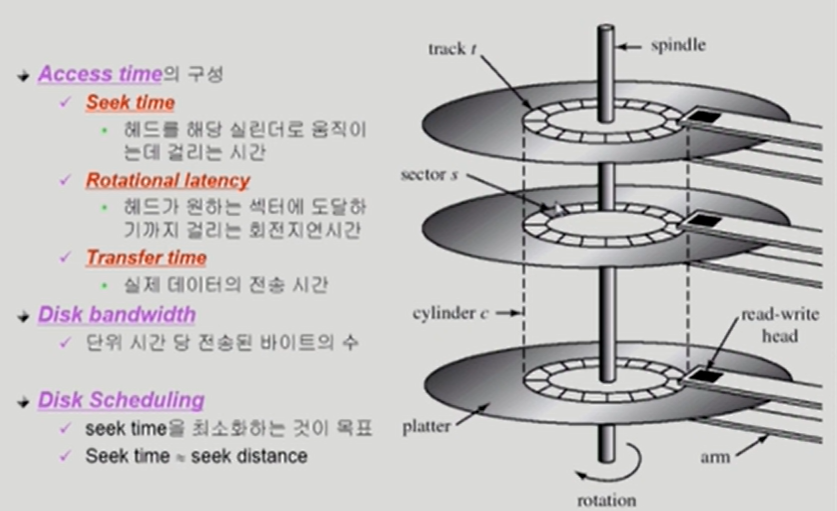 Access time의 구성
Seek time
헤드를 해당 실린더로 움직이
는데 걸리는 시간
Rotational latency
헤드가 원하는 섹터에 도달하
기까지 걸리는 회전지연시간
Transfer time
실제 데이터의 전송 시간
Disk bandwidth
단위 시간 당 전송된 바이트의 수
Disk Scheduling
seek time을 최소화하는 것이 목표
Seek time ≈ seek distance
track t
spindle
sector s
cylinder c
read-write
head
platter
arm
rotation